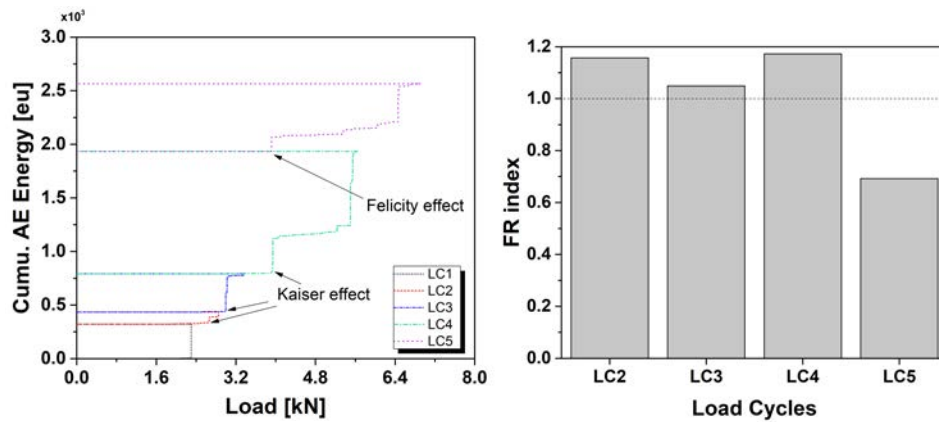 ×10³
3.0
2.5
2.0
1.5
1.0
0.5
0.0
Cumu. AE Energy [eu]
Felicity effect
Kaiser effect
LC1
LC2
LC3
LC4
LC5
0.0 1.6 3.2 4.8 6.4 8.0
Load [kN]
1.2
1.0
0.8
0.6
0.4
0.2
0.0
FR index
LC2 LC3 LC4 LC5
Load Cycles